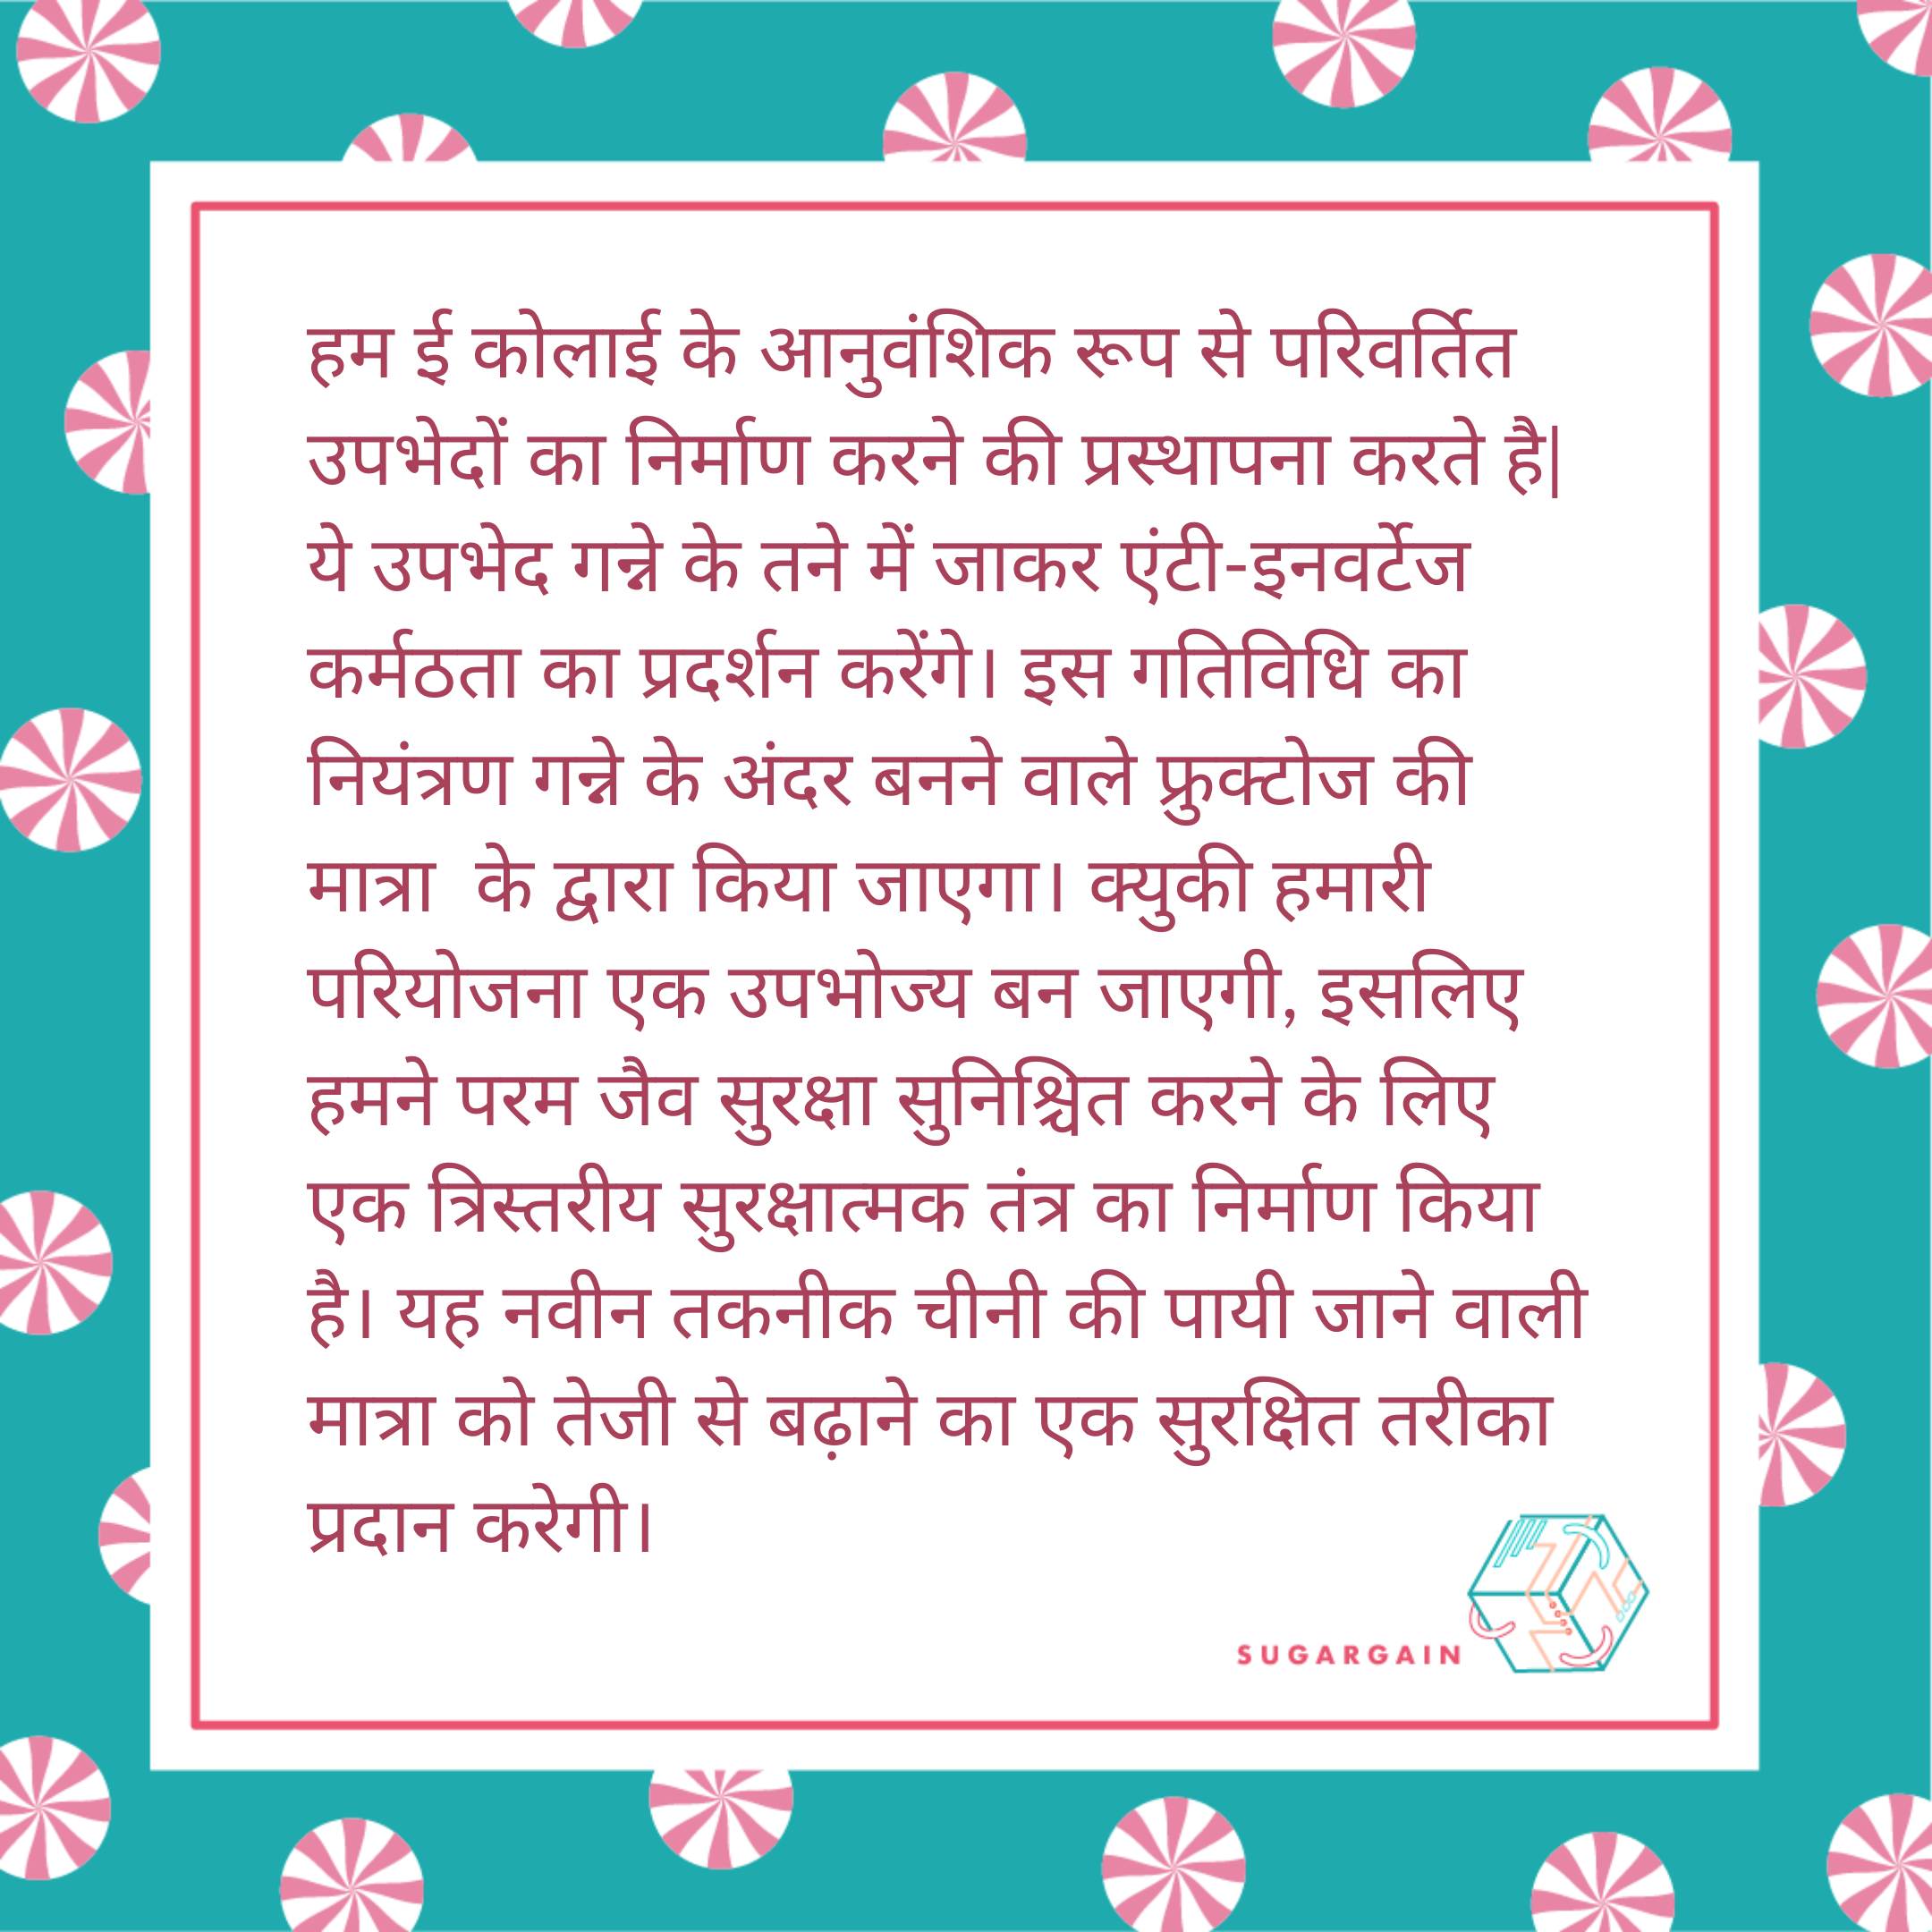 हम ई कोलाई के आनुवंशिक रूप से परिवर्तित
उपभेदों का निर्माण करने की प्रस्थापना करते है|
ये उपभेद गन्ने के तने में जाकर एंटी-इनवर्टेज
कर्मठता का प्रदर्शन करेंगे। इस गतिविधि का
नियंत्रण गन्ने के अंदर बनने वाले फ्रुक्टोज की
मात्रा  के द्वारा किया जाएगा। क्युकी हमारी
परियोजना एक उपभोज्य बन जाएगी, इसलिए
हमने परम जैव सुरक्षा सुनिश्चित करने के लिए
एक त्रिस्तरीय सुरक्षात्मक तंत्र का निर्माण किया
है। यह नवीन तकनीक चीनी की पायी जाने वाली
मात्रा को तेजी से बढ़ाने का एक सुरक्षित तरीका
प्रदान करेगी।
SUGARGAIN